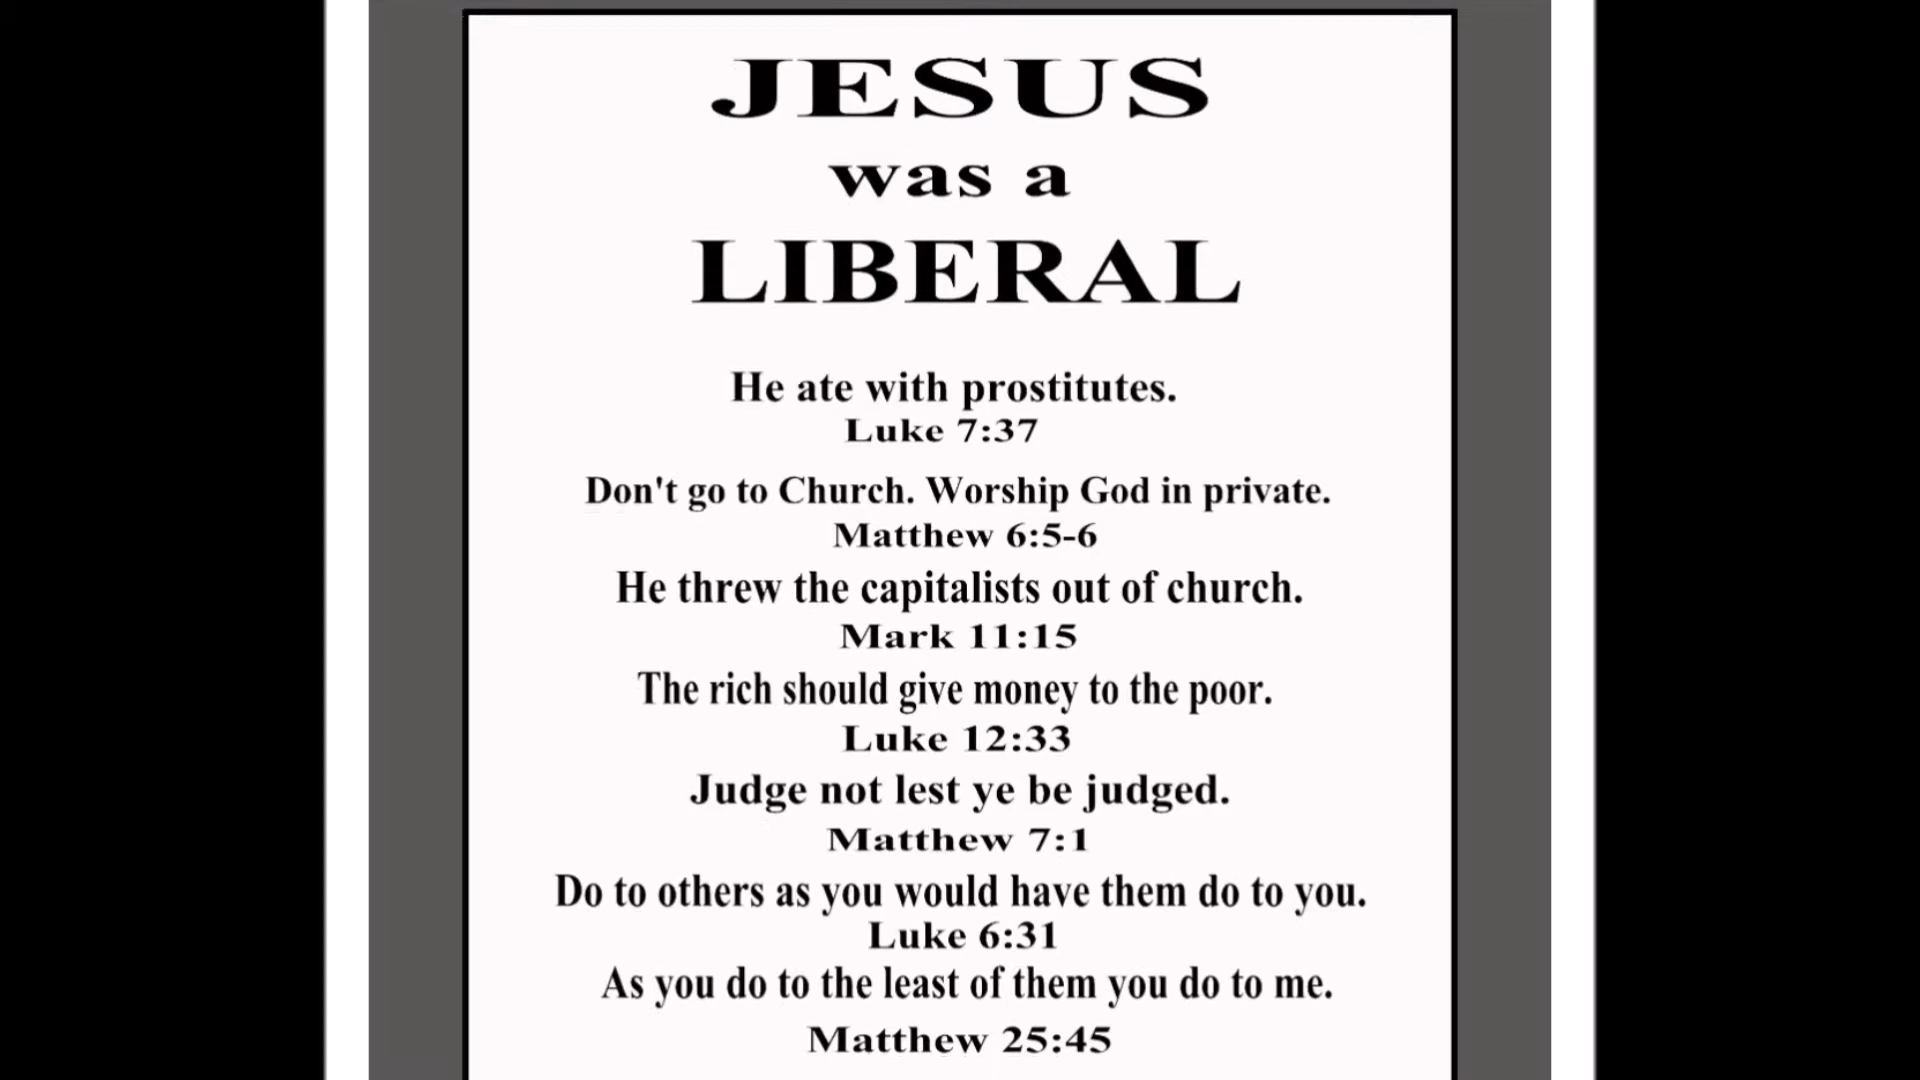 JESUS
was a
LIBERAL
He ate with prostitutes.
Luke 7:37
Don't go to Church. Worship God in private.
Matthew 6:5-6
He threw the capitalists out of church.
Mark 11:15
The rich should give money to the poor.
Luke 12:33
Judge not lest ye be judged.
Matthew 7:1
Do to others as you would have them do to you.
Luke 6:31
As you do to the least of them you do to me.
Matthew 25:45